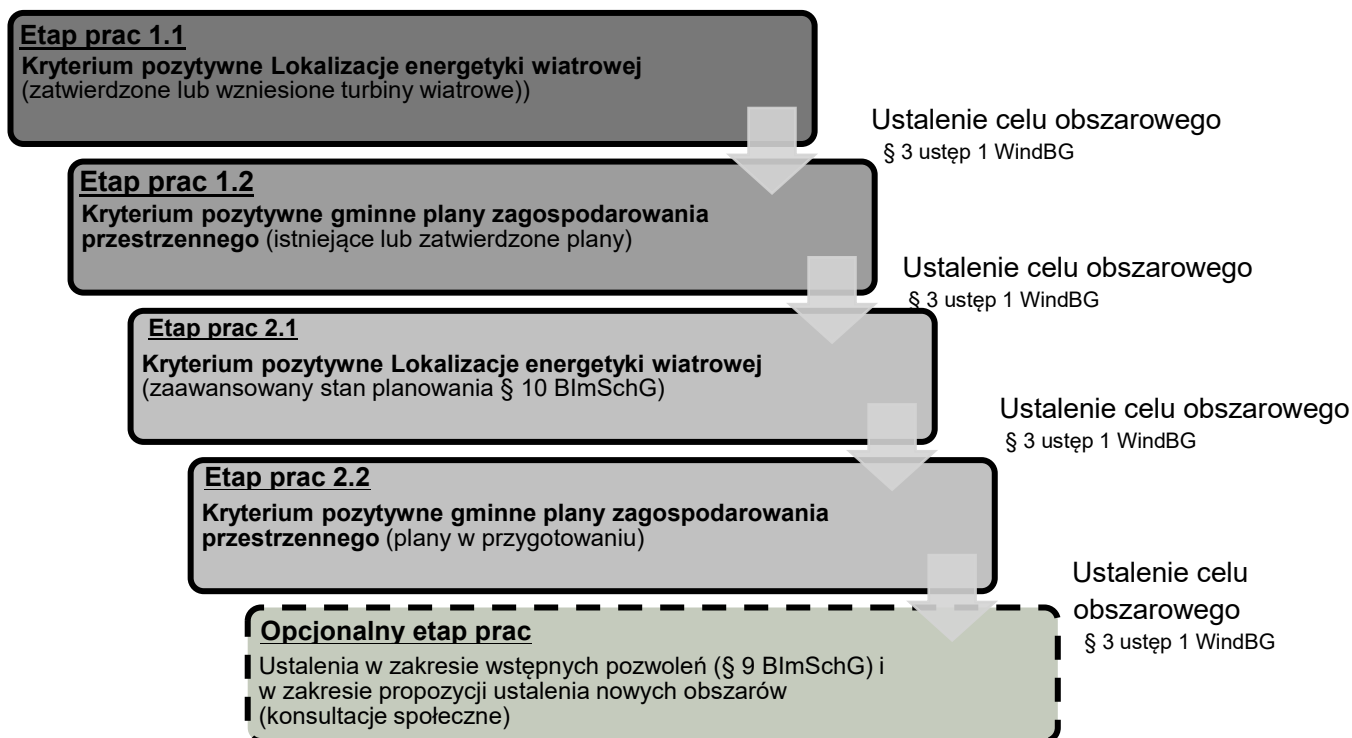 Etap prac 1.1
Kryterium pozytywne Lokalizacje energetyki wiatrowej
(zatwierdzone lub wzniesione turbiny wiatrowe))
Ustalenie celu obszarowego
§ 3 ustęp 1 WindBG
Etap prac 1.2
Kryterium pozytywne gminne plany zagospodarowania
przestrzennego (istniejące lub zatwierdzone plany)
Ustalenie celu obszarowego
§ 3 ustęp 1 WindBG
Etap prac 2.1
Kryterium pozytywne Lokalizacje energetyki wiatrowej
(zaawansowany stan planowania § 10 BImSchG)
Ustalenie celu obszarowego
§ 3 ustęp 1 WindBG
Etap prac 2.2
Kryterium pozytywne gminne plany zagospodarowania
przestrzennego (plany w przygotowaniu)
Ustalenie celu
obszarowego
§ 3 ustęp 1 WindBG
Opcjonalny etap prac
Ustalenia w zakresie wstępnych pozwoleń (§ 9 BImSchG) i
w zakresie propozycji ustalenia nowych obszarów
(konsultacje społeczne)